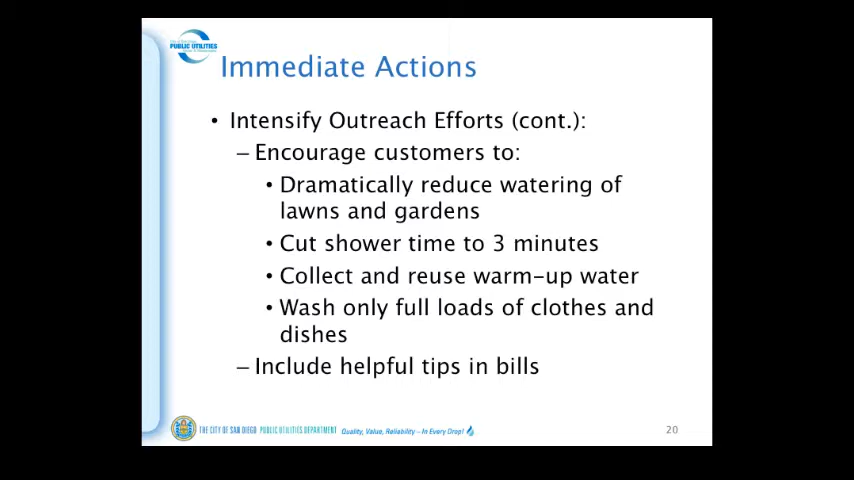 PUBLIC UTILITIES
Immediate Actions
• Intensify Outreach Efforts (cont.):
– Encourage customers to:
• Dramatically reduce watering of
lawns and gardens
• Cut shower time to 3 minutes
• Collect and reuse warm-up water
• Wash only full loads of clothes and
dishes
– Include helpful tips in bills
THE CITY OF SAN DIEGO PUBLIC UTILITIES DEPARTMENT Quality, Value, Reliability – In Every Drop! 20